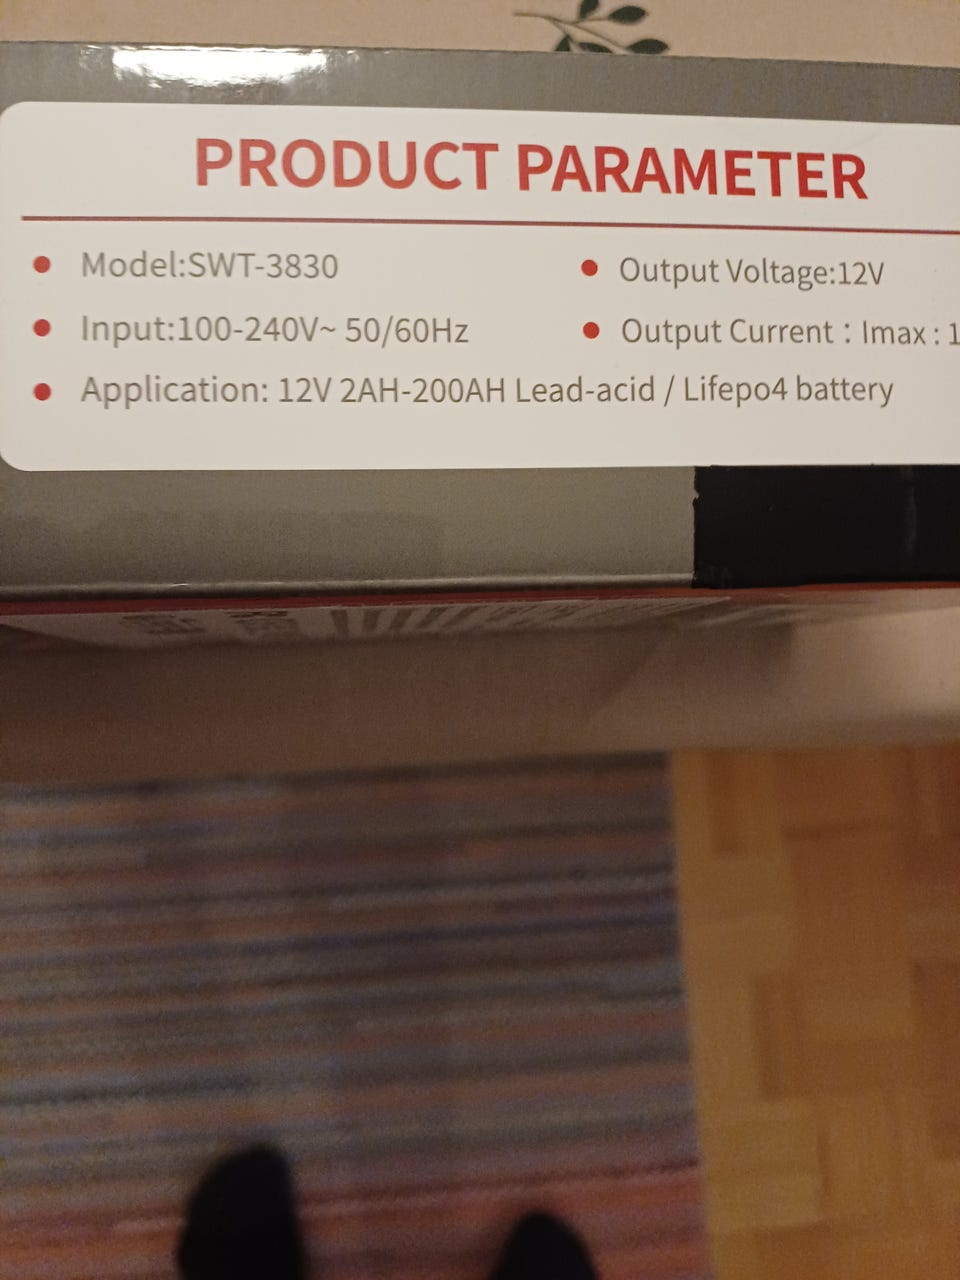 PRODUCT PARAMETER
Model:SWT-3830
Output Voltage:12V
Input:100-240V~ 50/60Hz
Output Current : Imax : 1
Application: 12V 2AH-200AH Lead-acid / Lifepo4 battery